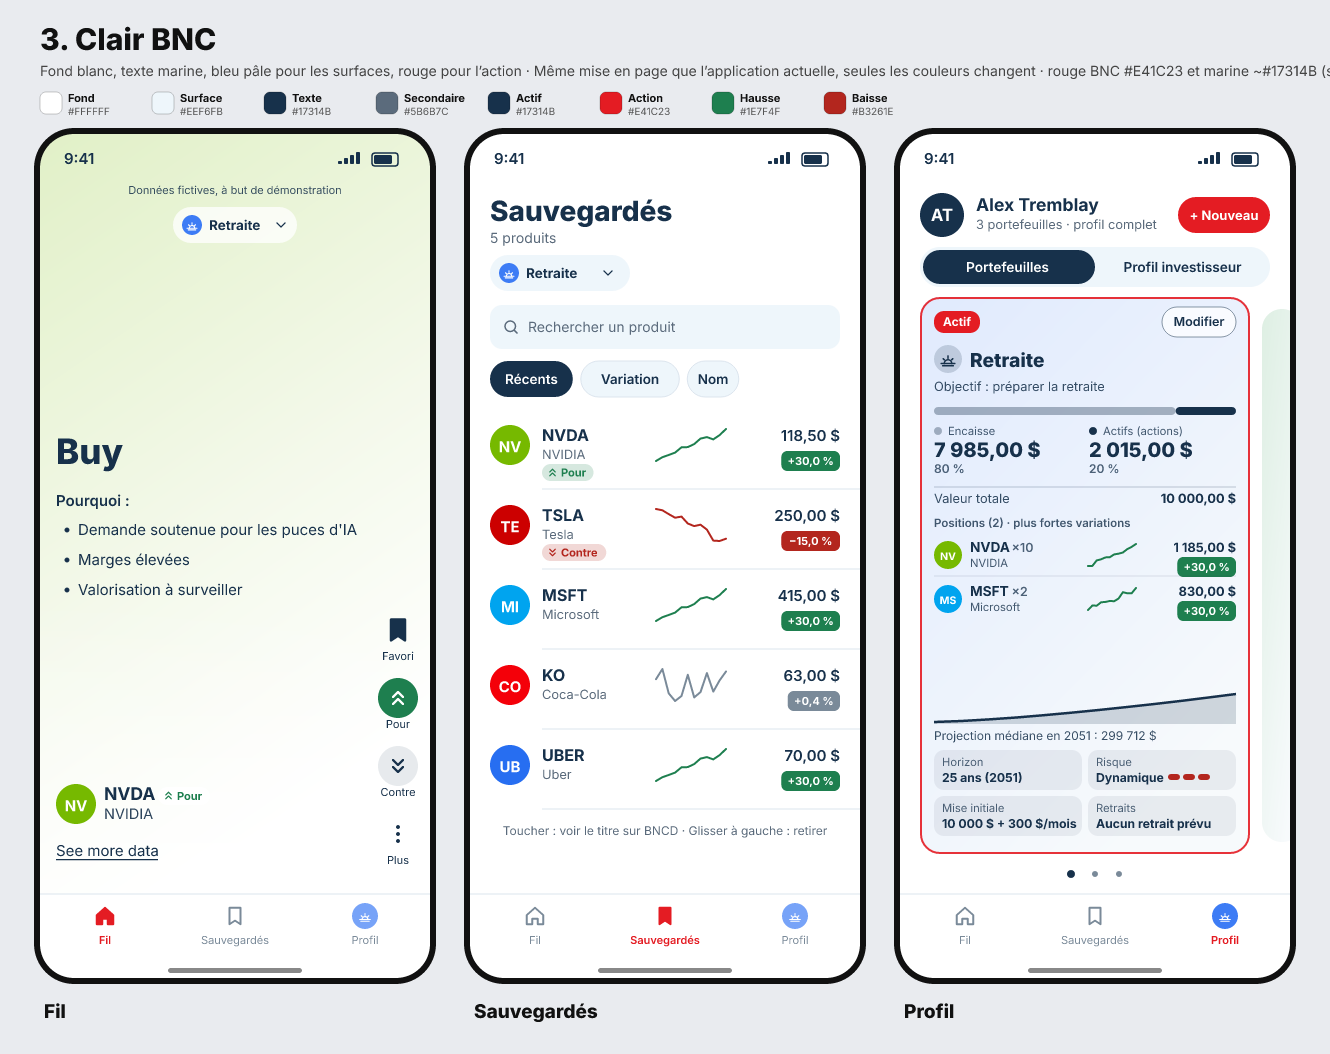 3. Clair BNC
Fond blanc, texte marine, bleu pâle pour les surfaces, rouge pour l'action · Même mise en page que l'application actuelle, seules les couleurs changent · rouge BNC #E41C23 et marine ~#17314B (s
Fond
#FFFFFF
Surface
#EEF6FB
Texte
#17314B
Secondaire
#5B6B7C
Actif
#17314B
Action
#E41C23
Hausse
#1E7F4F
Baisse
#B3261E
9:41
Données fictives, à but de démonstration
Retraite
Buy
Pourquoi :
• Demande soutenue pour les puces d'IA
• Marges élevées
• Valorisation à surveiller
Favori
Pour
Contre
Plus
NV
NVDA
Pour
NVIDIA
See more data
Fil
Sauvegardés
Profil
Fil
9:41
Sauvegardés
5 produits
Retraite
Rechercher un produit
Récents
Variation
Nom
NV
NVDA
NVIDIA
Pour
118,50 $
+30,0 %
TE
TSLA
Tesla
Contre
250,00 $
−15,0 %
MI
MSFT
Microsoft
415,00 $
+30,0 %
CO
KO
Coca-Cola
63,00 $
+0,4 %
UB
UBER
Uber
70,00 $
+30,0 %
Toucher : voir le titre sur BNCD · Glisser à gauche : retirer
Fil
Sauvegardés
Profil
Sauvegardés
9:41
AT
Alex Tremblay
3 portefeuilles · profil complet
+ Nouveau
Portefeuilles
Profil investisseur
Actif
Modifier
Retraite
Objectif : préparer la retraite
Encaisse
7 985,00 $
80 %
Actifs (actions)
2 015,00 $
20 %
Valeur totale
10 000,00 $
Positions (2) · plus fortes variations
NV
NVDA ×10
NVIDIA
1 185,00 $
+30,0 %
MS
MSFT ×2
Microsoft
830,00 $
+30,0 %
Projection médiane en 2051 : 299 712 $
Horizon
25 ans (2051)
Risque
Dynamique
Mise initiale
10 000 $ + 300 $/mois
Retraits
Aucun retrait prévu
Fil
Sauvegardés
Profil
Profil